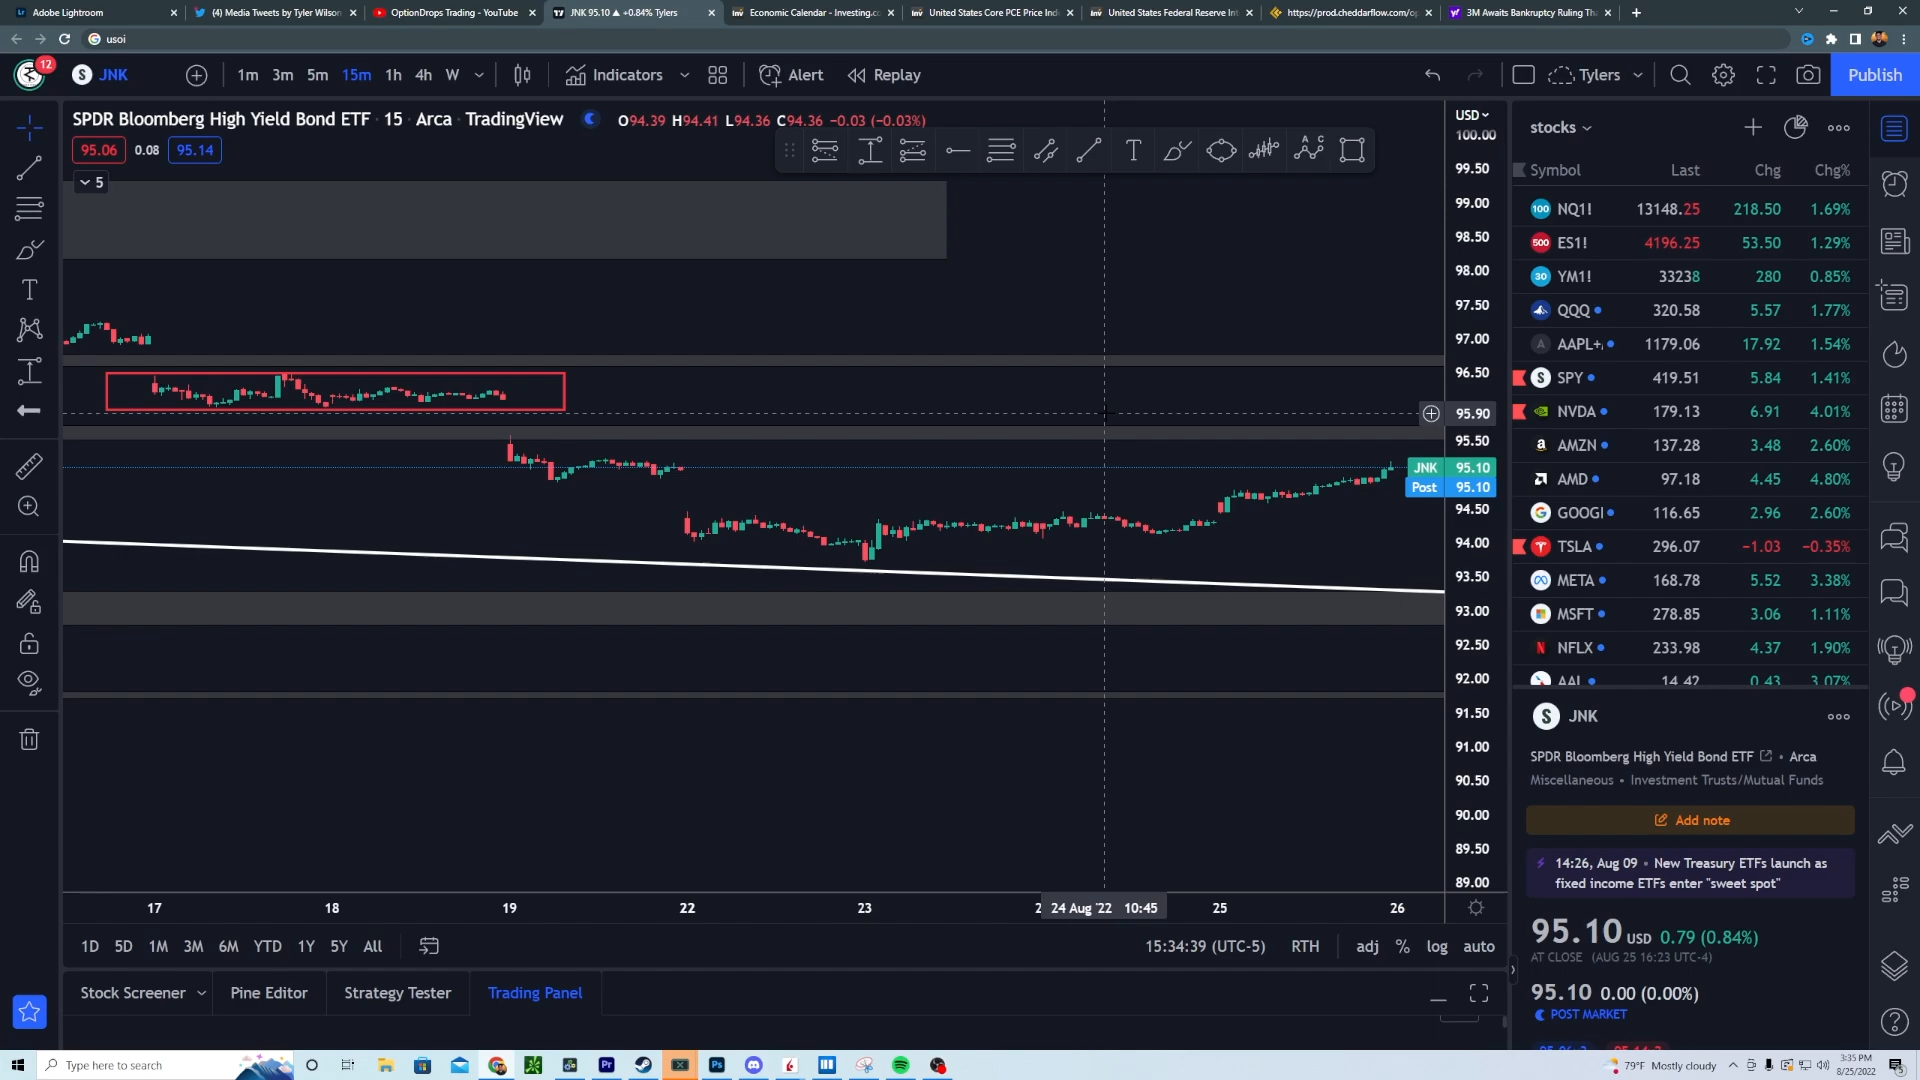 Adobe Lightroom
(4) Media Tweets by Tyler Wilson
OptionDrops Trading - YouTube
JNK 95.10 ▲ +0.84% Tylers
Economic Calendar - Investing.co
United States Core PCE Price Ind
United States Federal Reserve Int
https://prod.cheddarflow.com/op
3M Awaits Bankruptcy Ruling Tha
usoi
12
S JNK
1m 3m 5m 15m 1h 4h W
Indicators
Alert
Replay
Tylers
Publish
SPDR Bloomberg High Yield Bond ETF · 15 · Arca · TradingView
O94.39 H94.41 L94.36 C94.36 −0.03 (−0.03%)
95.06 0.08 95.14
5
USD
100.00
99.50
99.00
98.50
98.00
97.50
97.00
96.50
95.90
95.50
JNK 95.10
Post 95.10
94.50
94.00
93.50
93.00
92.50
92.00
91.50
91.00
90.50
90.00
89.50
89.00
17 18 19 22 23 24 Aug '22 10:45 25 26
1D 5D 1M 3M 6M YTD 1Y 5Y All
15:34:39 (UTC-5) RTH adj % log auto
Stock Screener Pine Editor Strategy Tester Trading Panel
stocks
Symbol Last Chg Chg%
100 NQ1! 13148.25 218.50 1.69%
500 ES1! 4196.25 53.50 1.29%
30 YM1! 33238 280 0.85%
QQQ 320.58 5.57 1.77%
A AAPL+/ 1179.06 17.92 1.54%
S SPY 419.51 5.84 1.41%
NVDA 179.13 6.91 4.01%
AMZN 137.28 3.48 2.60%
AMD 97.18 4.45 4.80%
GOOGL 116.65 2.96 2.60%
TSLA 296.07 −1.03 −0.35%
META 168.78 5.52 3.38%
MSFT 278.85 3.06 1.11%
NFLX 233.98 4.37 1.90%
AAL 14.42 0.43 3.07%
S JNK
SPDR Bloomberg High Yield Bond ETF • Arca
Miscellaneous • Investment Trusts/Mutual Funds
Add note
14:26, Aug 09 • New Treasury ETFs launch as
fixed income ETFs enter "sweet spot"
95.10 USD 0.79 (0.84%)
AT CLOSE (AUG 25 16:23 UTC-4)
95.10 0.00 (0.00%)
POST MARKET
Type here to search
79°F Mostly cloudy
3:35 PM
8/25/2022